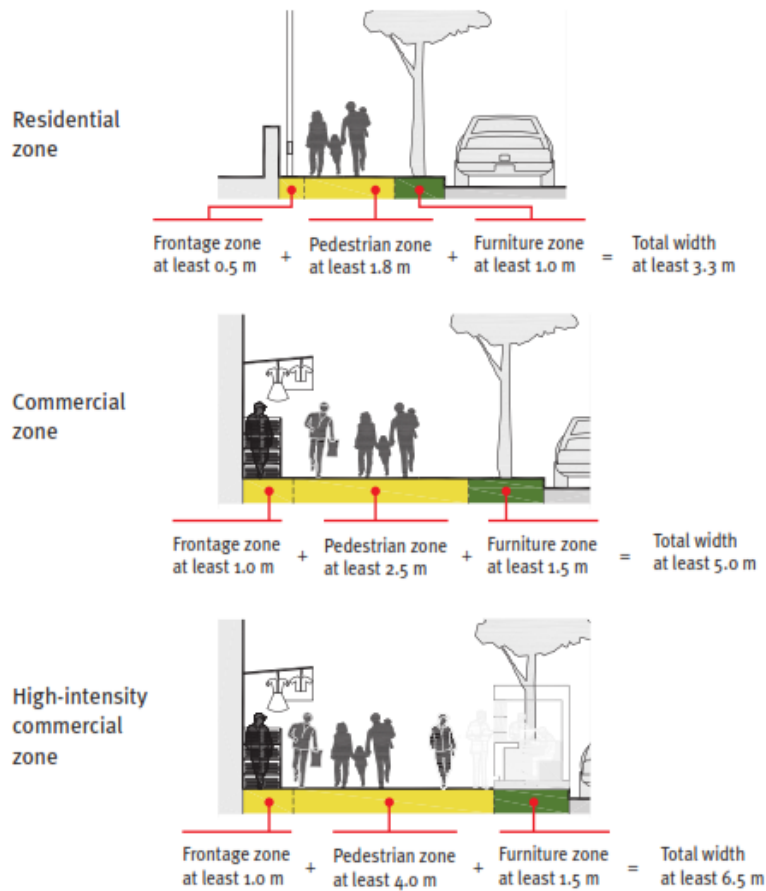 Residential
zone
Frontage zone
at least 0.5 m
+
Pedestrian zone
at least 1.8 m
+
Furniture zone
at least 1.0 m
=
Total width
at least 3.3 m
Commercial
zone
Frontage zone
at least 1.0 m
+
Pedestrian zone
at least 2.5 m
+
Furniture zone
at least 1.5 m
=
Total width
at least 5.0 m
High-intensity
commercial
zone
Frontage zone
at least 1.0 m
+
Pedestrian zone
at least 4.0 m
+
Furniture zone
at least 1.5 m
=
Total width
at least 6.5 m